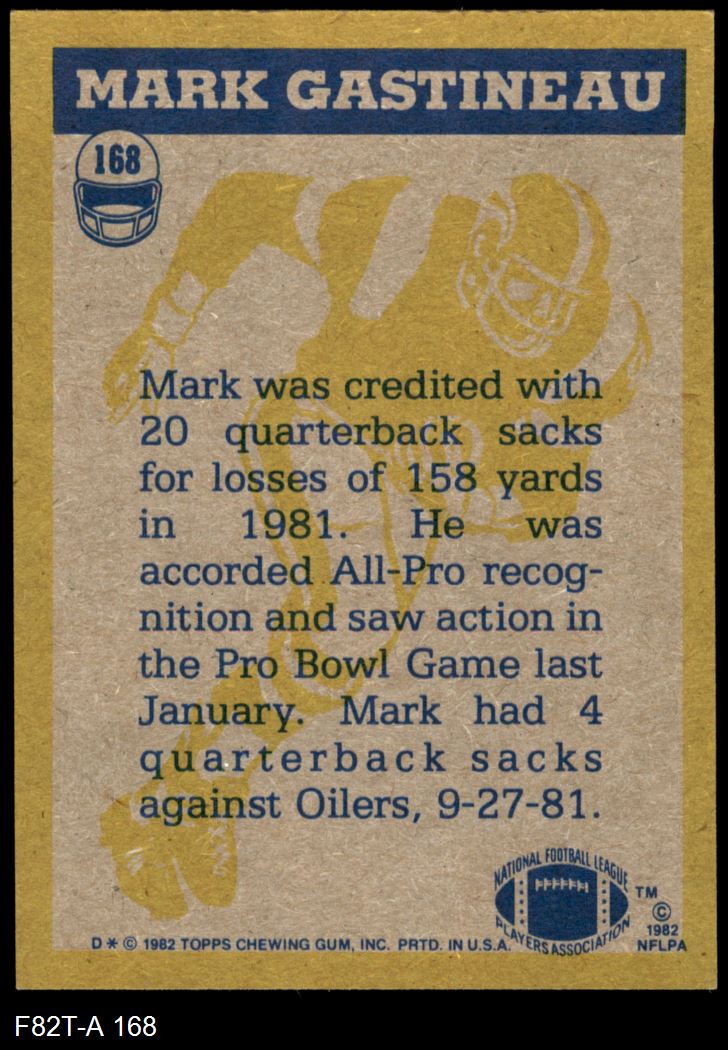 MARK GASTINEAU
168
Mark was credited with
20 quarterback sacks
for losses of 158 yards
in 1981. He was
accorded All-Pro recog-
nition and saw action in
the Pro Bowl Game last
January. Mark had 4
quarterback sacks
against Oilers, 9-27-81.
NATIONAL FOOTBALL LEAGUE
PLAYERS ASSOCIATION
TM
©
1982
NFLPA
D * © 1982 TOPPS CHEWING GUM, INC. PRTD. IN U.S.A.
F82T-A 168